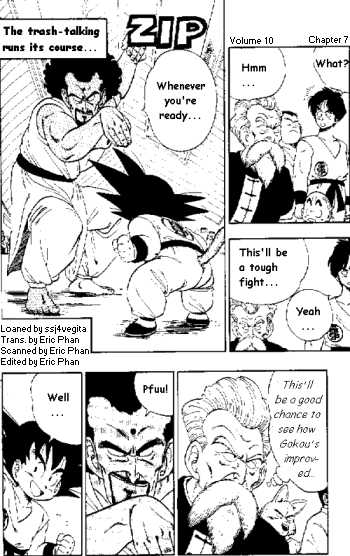 The trash-talking
runs its course...
ZIP
Whenever
you're
ready...
Volume 10
Chapter 7
Hmm
...
What?
This'll be
a tough
fight...
Yeah
...
Loaned by ssj4vegita
Trans. by Eric Phan
Scanned by Eric Phan
Edited by Eric Phan
Well
...
Pfuu!
This'll
be a good
chance to
see how
Gokou's
improv-
ed..